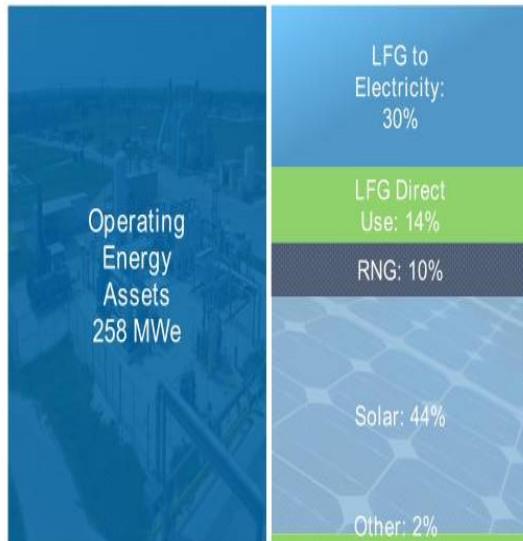 Operating
Energy
Assets
258 MWe
LFG to
Electricity:
30%
LFG Direct
Use: 14%
RNG: 10%
Solar: 44%
Other: 2%